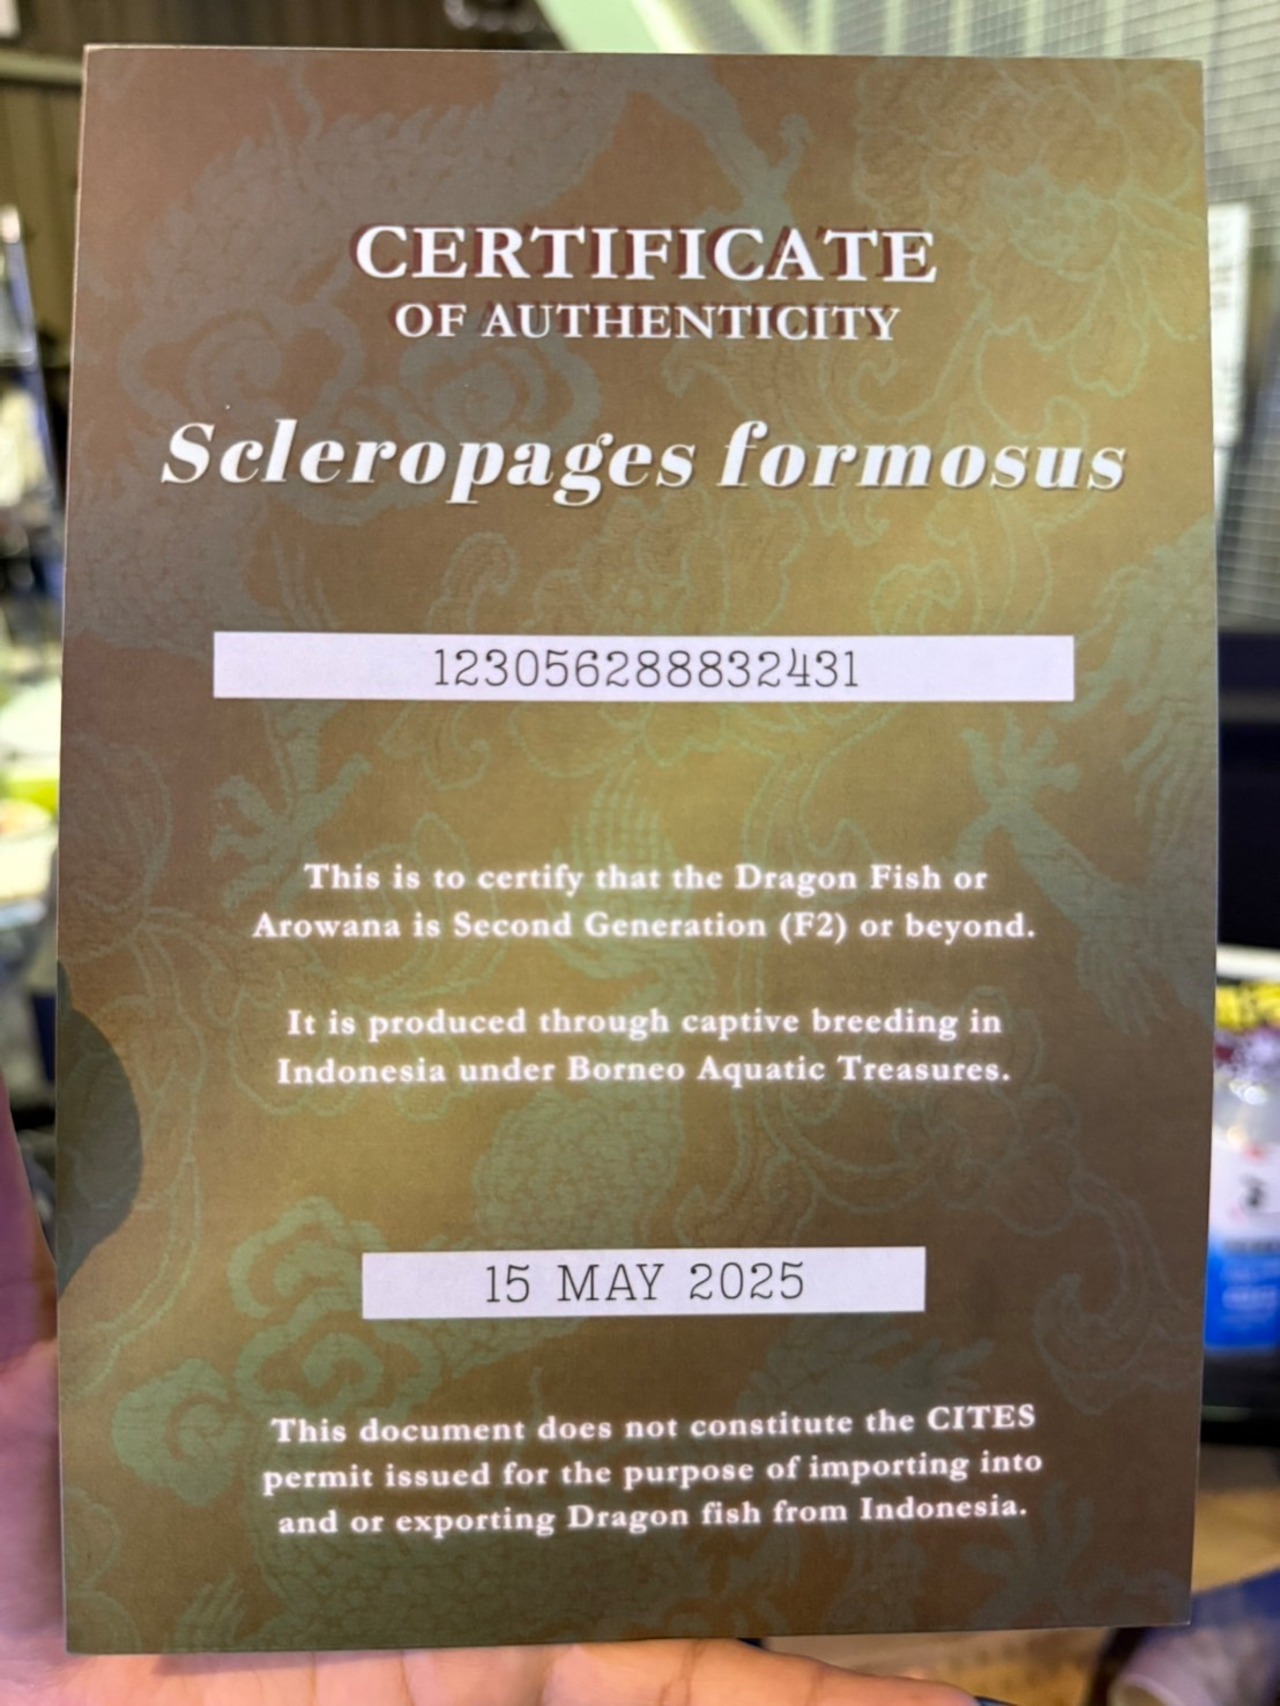 CERTIFICATE
OF AUTHENTICITY
Scleropages formosus
123056288832431
This is to certify that the Dragon Fish or
Arowana is Second Generation (F2) or beyond.
It is produced through captive breeding in
Indonesia under Borneo Aquatic Treasures.
15 MAY 2025
This document does not constitute the CITES
permit issued for the purpose of importing into
and or exporting Dragon fish from Indonesia.